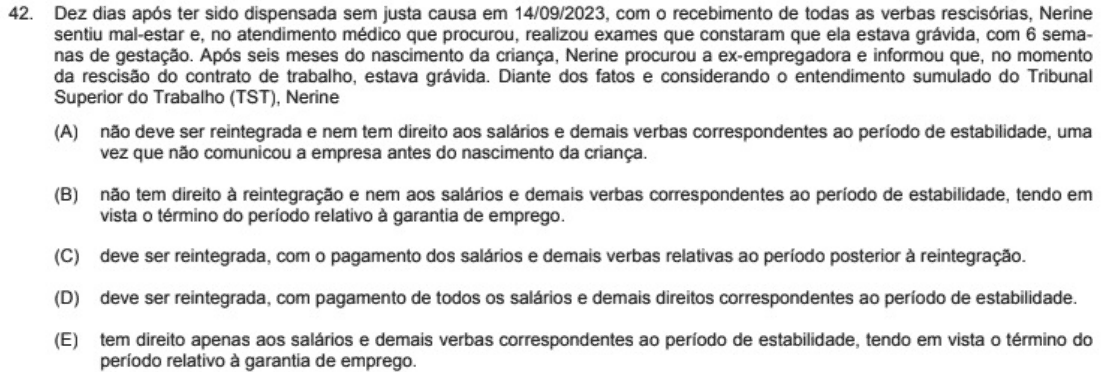 42. Dez dias após ter sido dispensada sem justa causa em 14/09/2023, com o recebimento de todas as verbas rescisórias, Nerine
sentiu mal-estar e, no atendimento médico que procurou, realizou exames que constaram que ela estava grávida, com 6 sema-
nas de gestação. Após seis meses do nascimento da criança, Nerine procurou a ex-empregadora e informou que, no momento
da rescisão do contrato de trabalho, estava grávida. Diante dos fatos e considerando o entendimento sumulado do Tribunal
Superior do Trabalho (TST), Nerine
(A) não deve ser reintegrada e nem tem direito aos salários e demais verbas correspondentes ao período de estabilidade, uma
vez que não comunicou a empresa antes do nascimento da criança.
(B) não tem direito à reintegração e nem aos salários e demais verbas correspondentes ao período de estabilidade, tendo em
vista o término do período relativo à garantia de emprego.
(C) deve ser reintegrada, com o pagamento dos salários e demais verbas relativas ao período posterior à reintegração.
(D) deve ser reintegrada, com pagamento de todos os salários e demais direitos correspondentes ao período de estabilidade.
(E) tem direito apenas aos salários e demais verbas correspondentes ao período de estabilidade, tendo em vista o término do
período relativo à garantia de emprego.